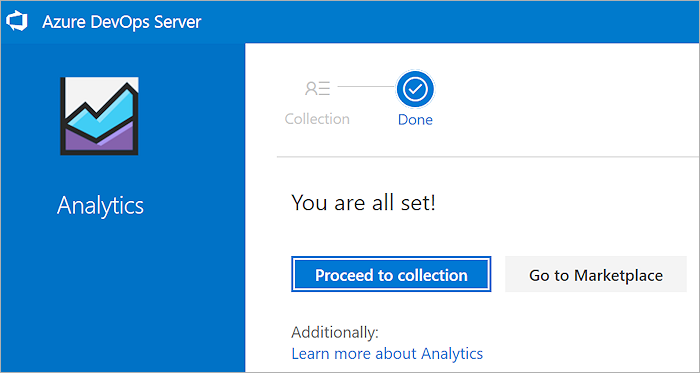 Azure DevOps Server
Analytics
Collection
Done
You are all set!
Proceed to collection
Go to Marketplace
Additionally:
Learn more about Analytics